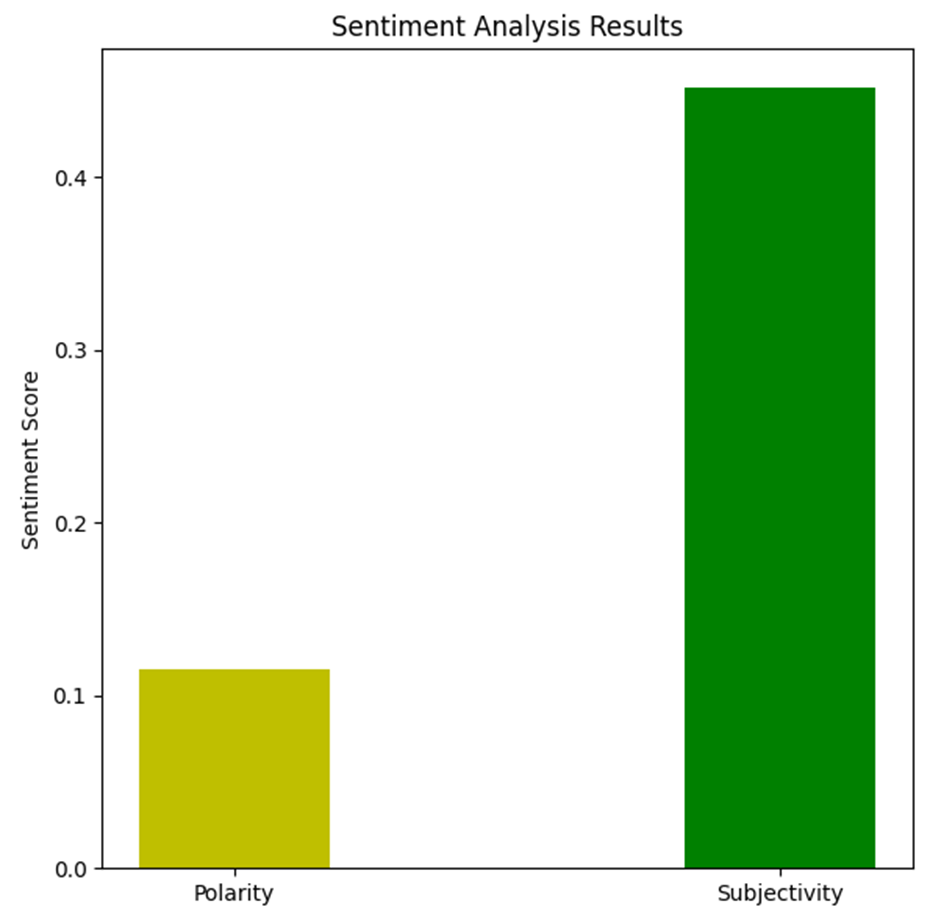 Sentiment Analysis Results
Sentiment Score
0.4
0.3
0.2
0.1
0.0
Polarity
Subjectivity